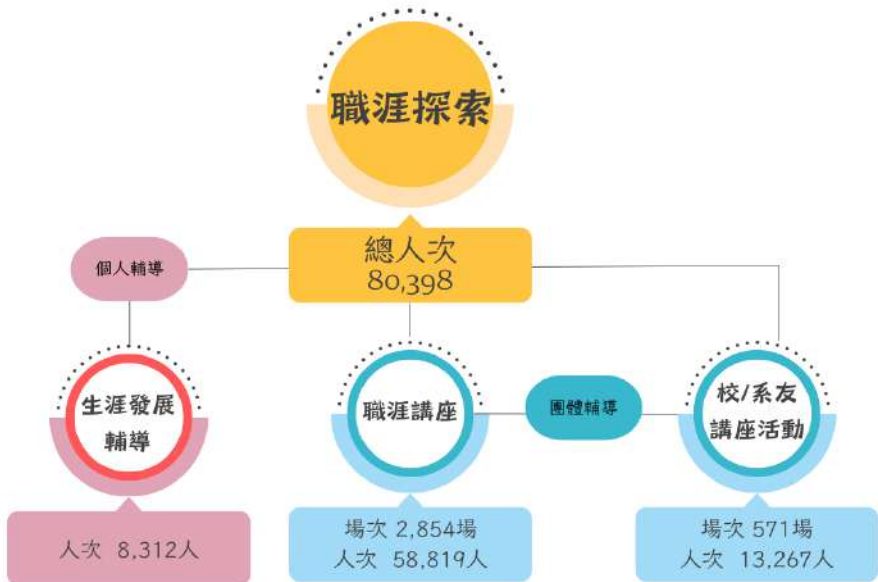 職涯探索
總人次
80,398
個人輔導
生涯發展
輔導
人次 8,312人
職涯講座
場次 2,854場
人次 58,819人
團體輔導
校/系友
講座活動
場次 571場
人次 13,267人